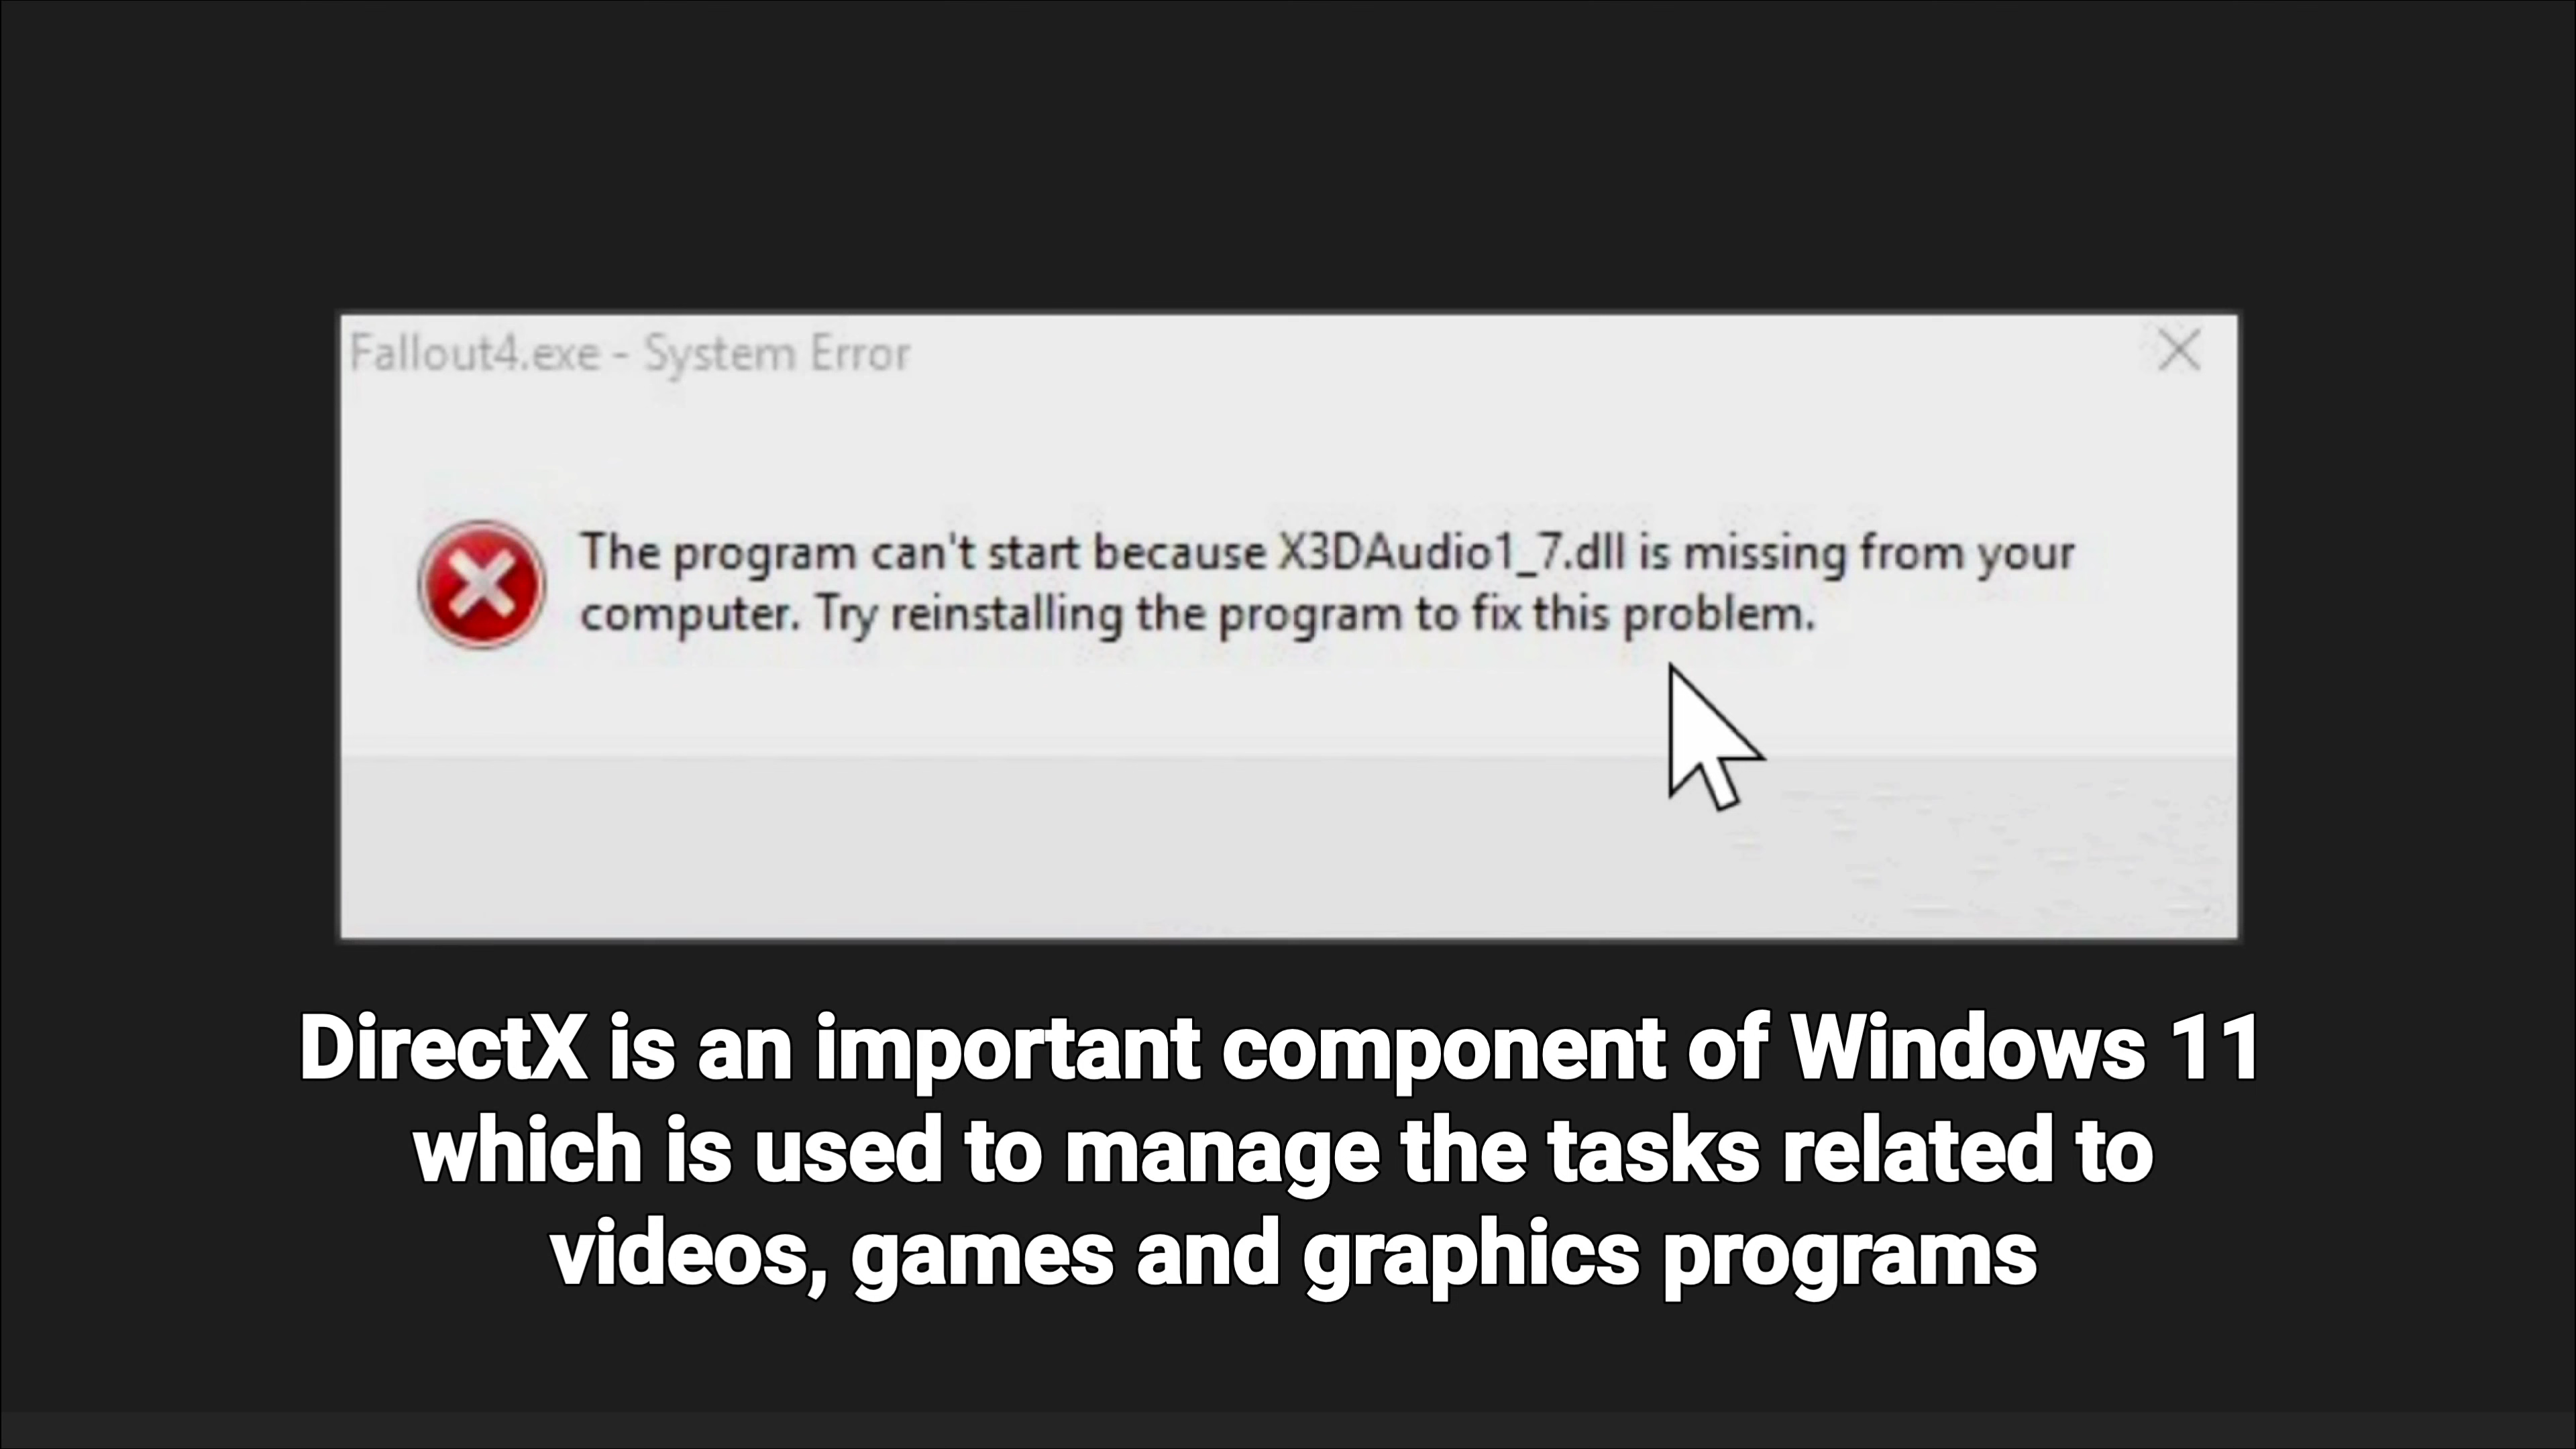 Fallout4.exe - System Error
The program can't start because X3DAudio1_7.dll is missing from your
computer. Try reinstalling the program to fix this problem.
DirectX is an important component of Windows 11
which is used to manage the tasks related to
videos, games and graphics programs